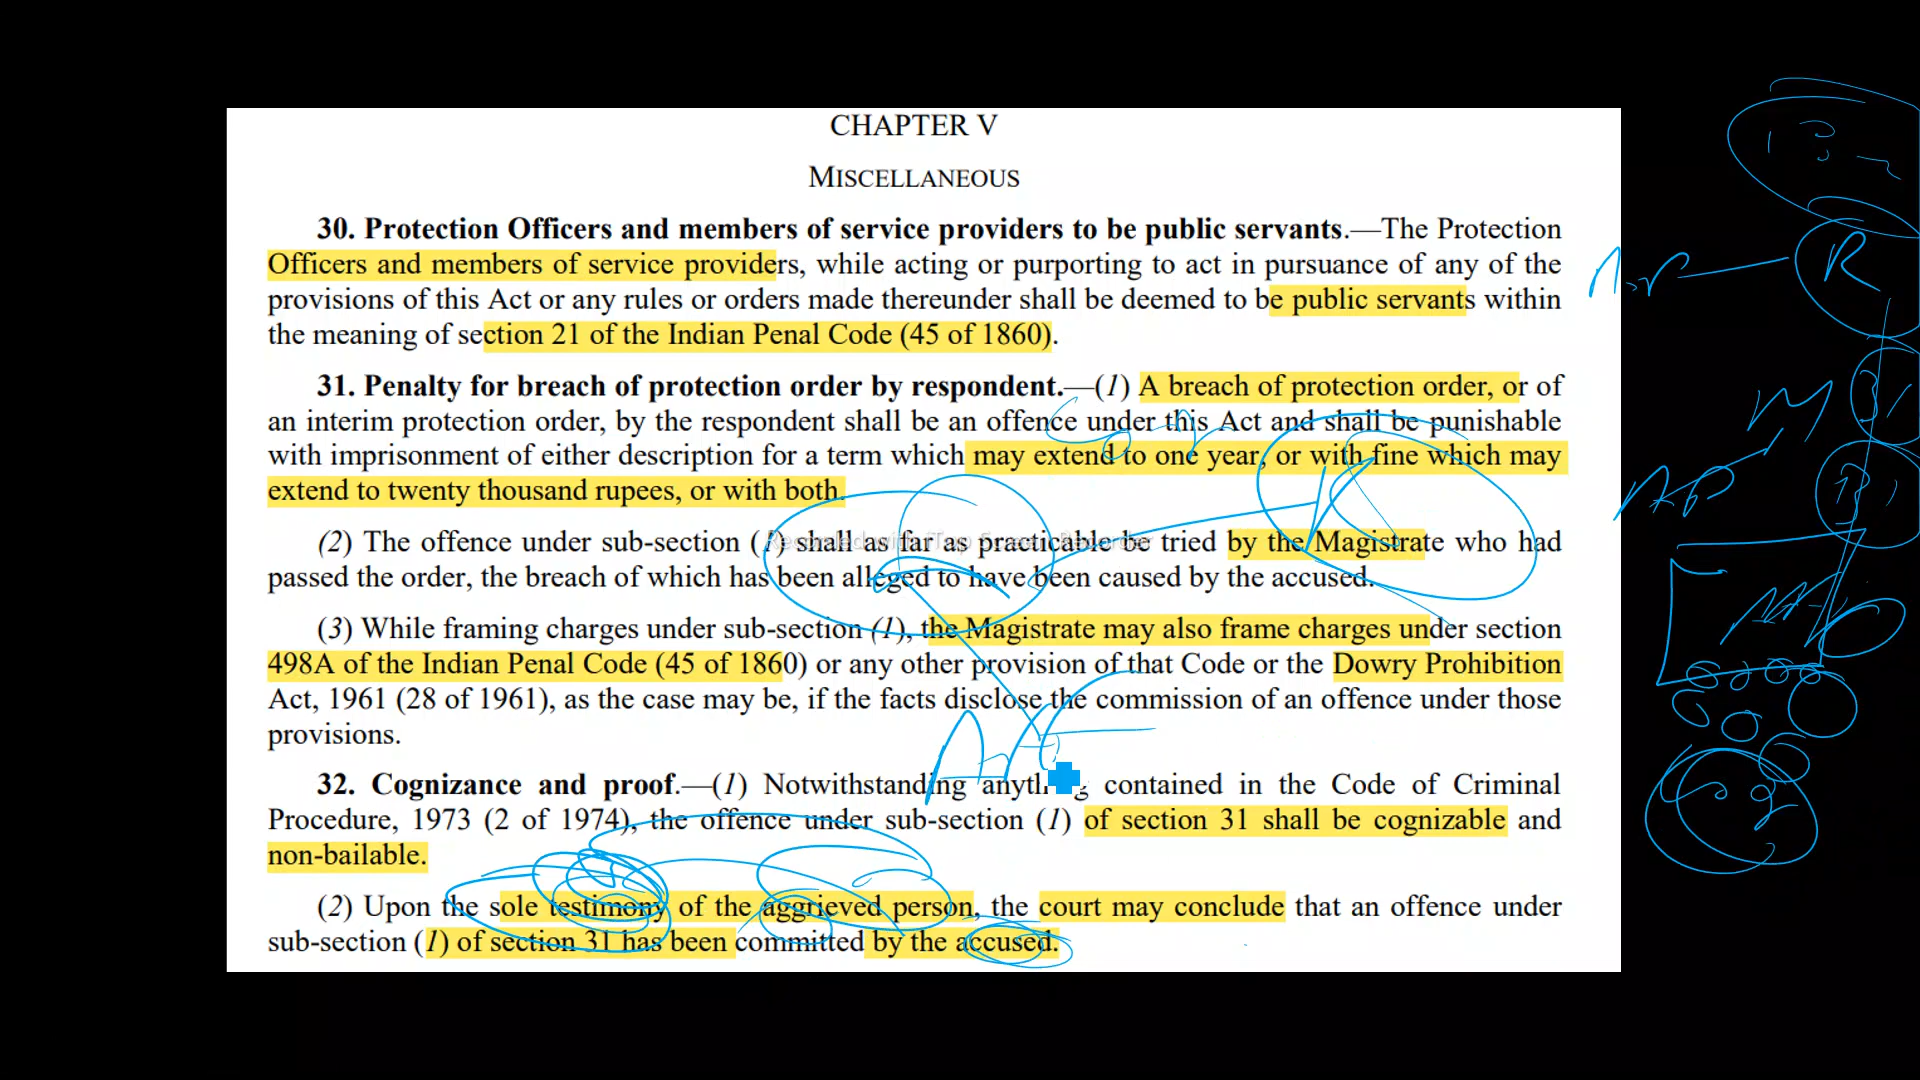 CHAPTER V
MISCELLANEOUS
30. Protection Officers and members of service providers to be public servants.—The Protection
Officers and members of service providers, while acting or purporting to act in pursuance of any of the
provisions of this Act or any rules or orders made thereunder shall be deemed to be public servants within
the meaning of section 21 of the Indian Penal Code (45 of 1860).
31. Penalty for breach of protection order by respondent.—(1) A breach of protection order, or of
an interim protection order, by the respondent shall be an offence under this Act and shall be punishable
with imprisonment of either description for a term which may extend to one year, or with fine which may
extend to twenty thousand rupees, or with both.
(2) The offence under sub-section (1) shall as far as practicable be tried by the Magistrate who had
Recorded with iTop Screen Recorder
passed the order, the breach of which has been alleged to have been caused by the accused.
(3) While framing charges under sub-section (1), the Magistrate may also frame charges under section
498A of the Indian Penal Code (45 of 1860) or any other provision of that Code or the Dowry Prohibition
Act, 1961 (28 of 1961), as the case may be, if the facts disclose the commission of an offence under those
provisions.
32. Cognizance and proof.—(1) Notwithstanding anything contained in the Code of Criminal
Procedure, 1973 (2 of 1974), the offence under sub-section (1) of section 31 shall be cognizable and
non-bailable.
(2) Upon the sole testimony of the aggrieved person, the court may conclude that an offence under
sub-section (1) of section 31 has been committed by the accused.
R